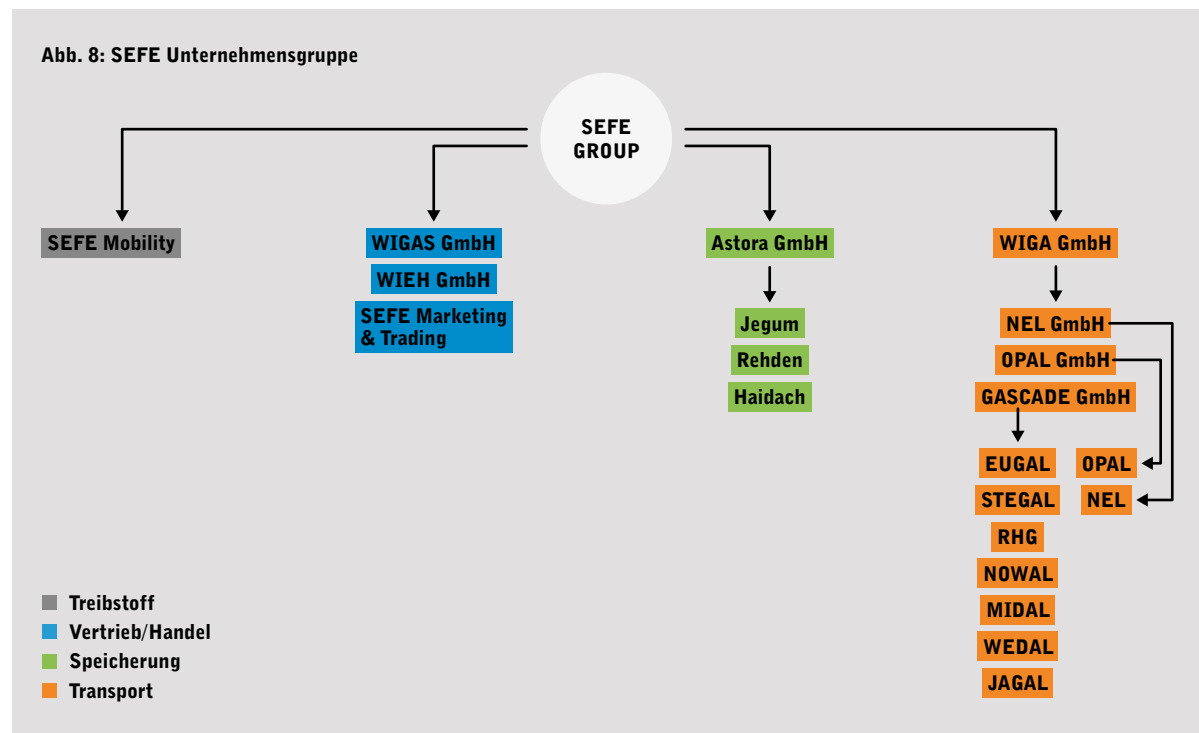 Abb. 8: SEFE Unternehmensgruppe
SEFE
GROUP
SEFE Mobility
WIGAS GmbH
WIEH GmbH
SEFE Marketing
& Trading
Astora GmbH
Jegum
Rehden
Haidach
WIGA GmbH
NEL GmbH
OPAL GmbH
GASCADE GmbH
EUGAL
STEGAL
RHG
NOWAL
MIDAL
WEDAL
JAGAL
OPAL
NEL
Treibstoff
Vertrieb/Handel
Speicherung
Transport